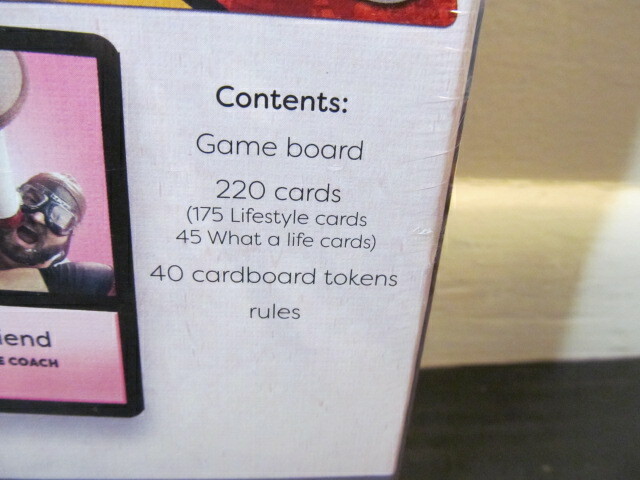 Contents:
Game board
220 cards
(175 Lifestyle cards
45 What a life cards)
40 cardboard tokens
rules
iend
E COACH